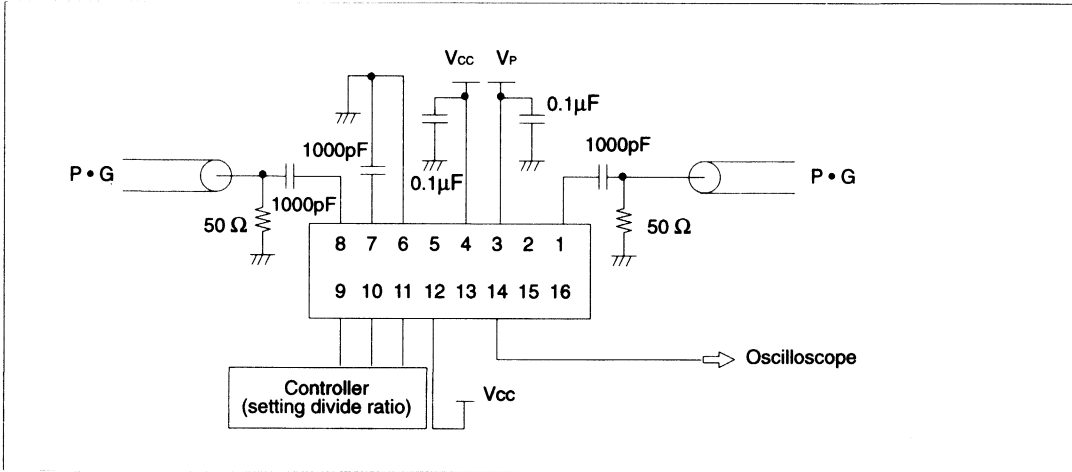 Vcc VP
0.1µF
1000pF 1000pF
0.1µF
P • G P • G
1000pF
50 Ω 50 Ω
8 7 6 5 4 3 2 1
9 10 11 12 13 14 15 16
Oscilloscope
Controller
(setting divide ratio)
Vcc